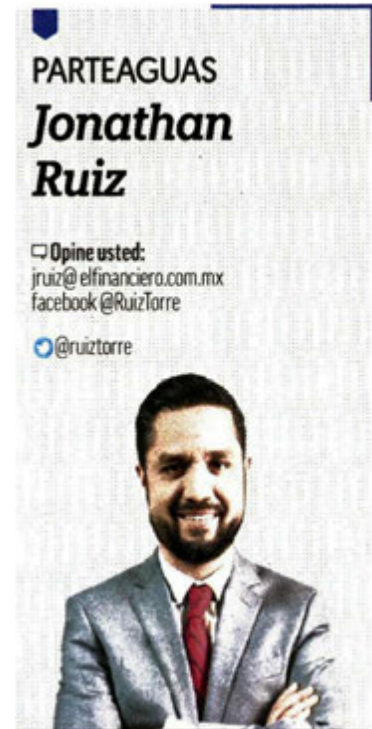 PARTEAGUAS
Jonathan
Ruiz
Opine usted:
jruiz@elfinanciero.com.mx
facebook @RuizTorre
@ruiztorre